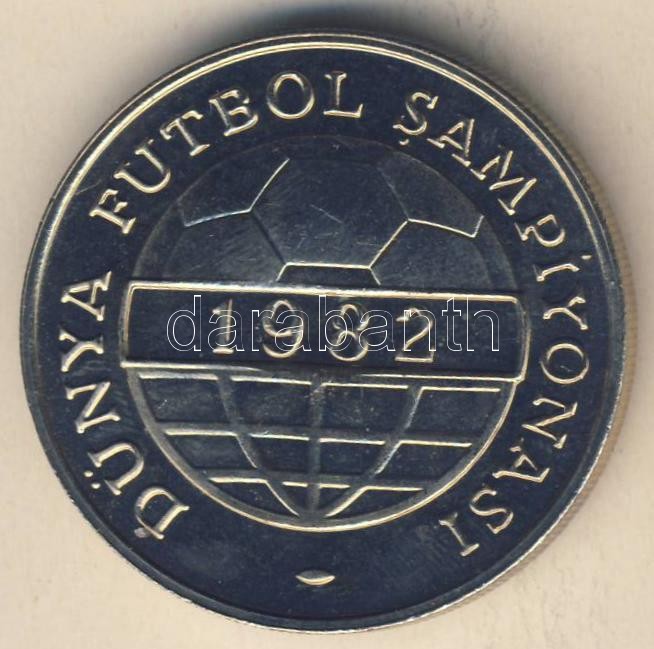 DÜNYA FUTBOL ŞAMPİYONASI
1982
darabanth